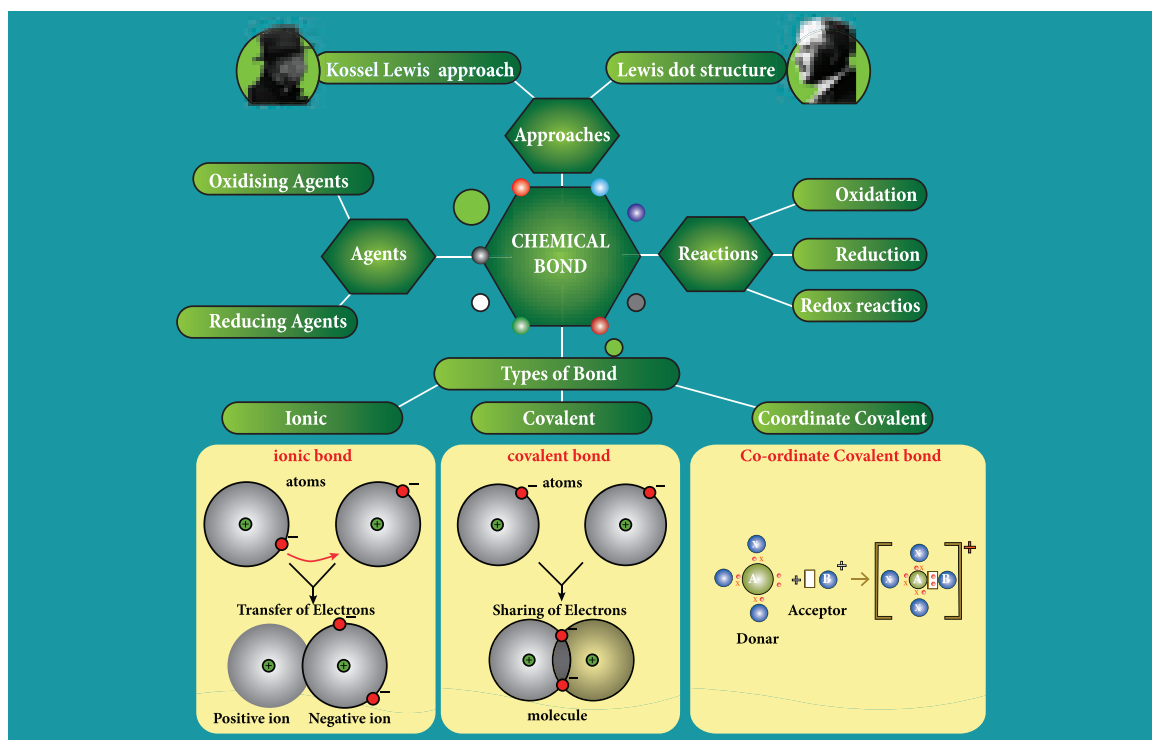 Kossel Lewis approach
Lewis dot structure
Approaches
Oxidising Agents
Agents
Reducing Agents
CHEMICAL
BOND
Reactions
Oxidation
Reduction
Redox reactios
Types of Bond
Ionic
Covalent
Coordinate Covalent
ionic bond
atoms
+
+
−
−
Transfer of Electrons
−
+
+
−
Positive ion
Negative ion
covalent bond
atoms
−
−
+
+
Sharing of Electrons
−
+
+
−
molecule
Co-ordinate Covalent bond
X
x
x
A
x
+
B
+
Acceptor
Donar
X
x
X
x
A
B
x
+